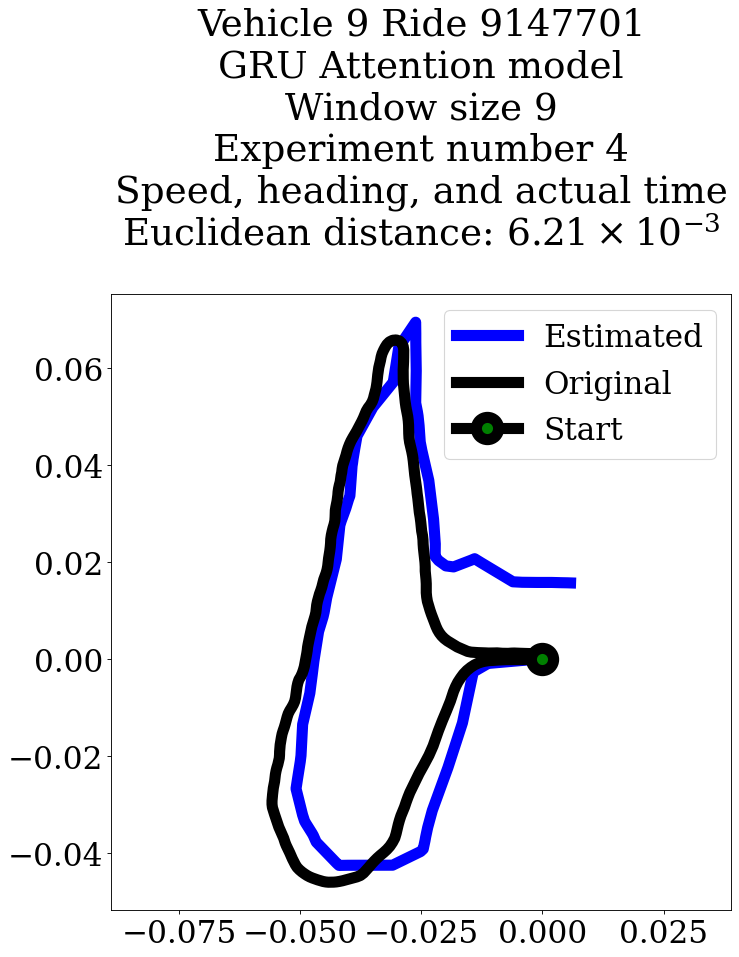 Vehicle 9 Ride 9147701
GRU Attention model
Window size 9
Experiment number 4
Speed, heading, and actual time
Euclidean distance: 6.21 × 10⁻³
Estimated
Original
Start
0.06
0.04
0.02
0.00
−0.02
−0.04
−0.075 −0.050 −0.025 0.000 0.025